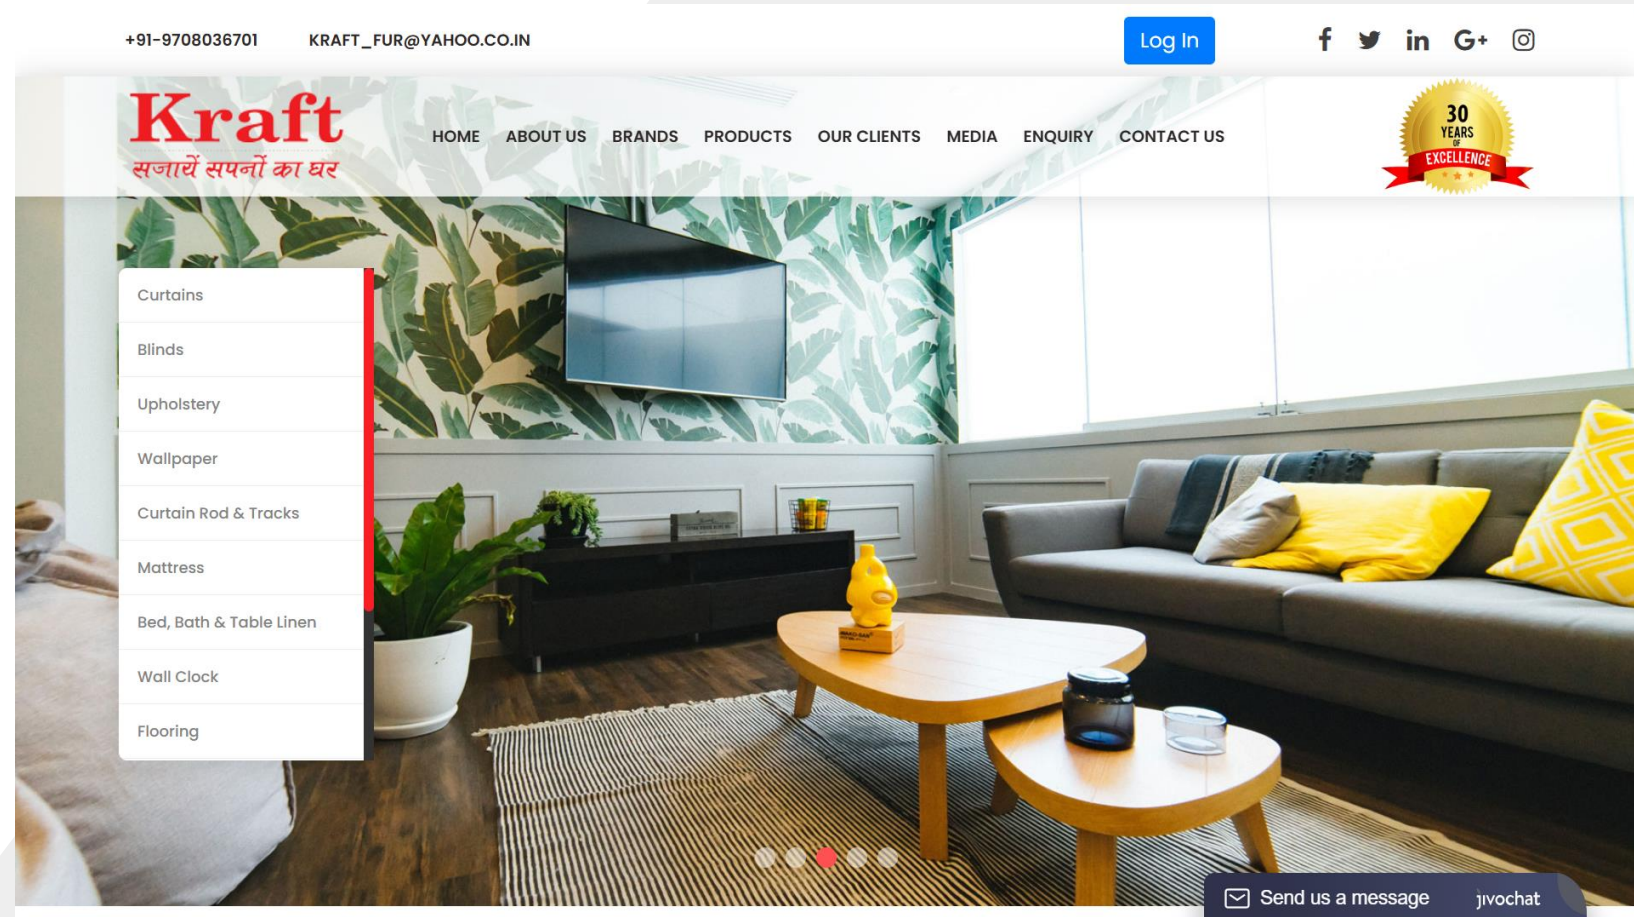 +91-9708036701
KRAFT_FUR@YAHOO.CO.IN
Log In
Kraft
सजायें सपनों का घर
HOME
ABOUT US
BRANDS
PRODUCTS
OUR CLIENTS
MEDIA
ENQUIRY
CONTACT US
30
YEARS
OF
EXCELLENCE
Curtains
Blinds
Upholstery
Wallpaper
Curtain Rod & Tracks
Mattress
Bed, Bath & Table Linen
Wall Clock
Flooring
Send us a message
jivochat